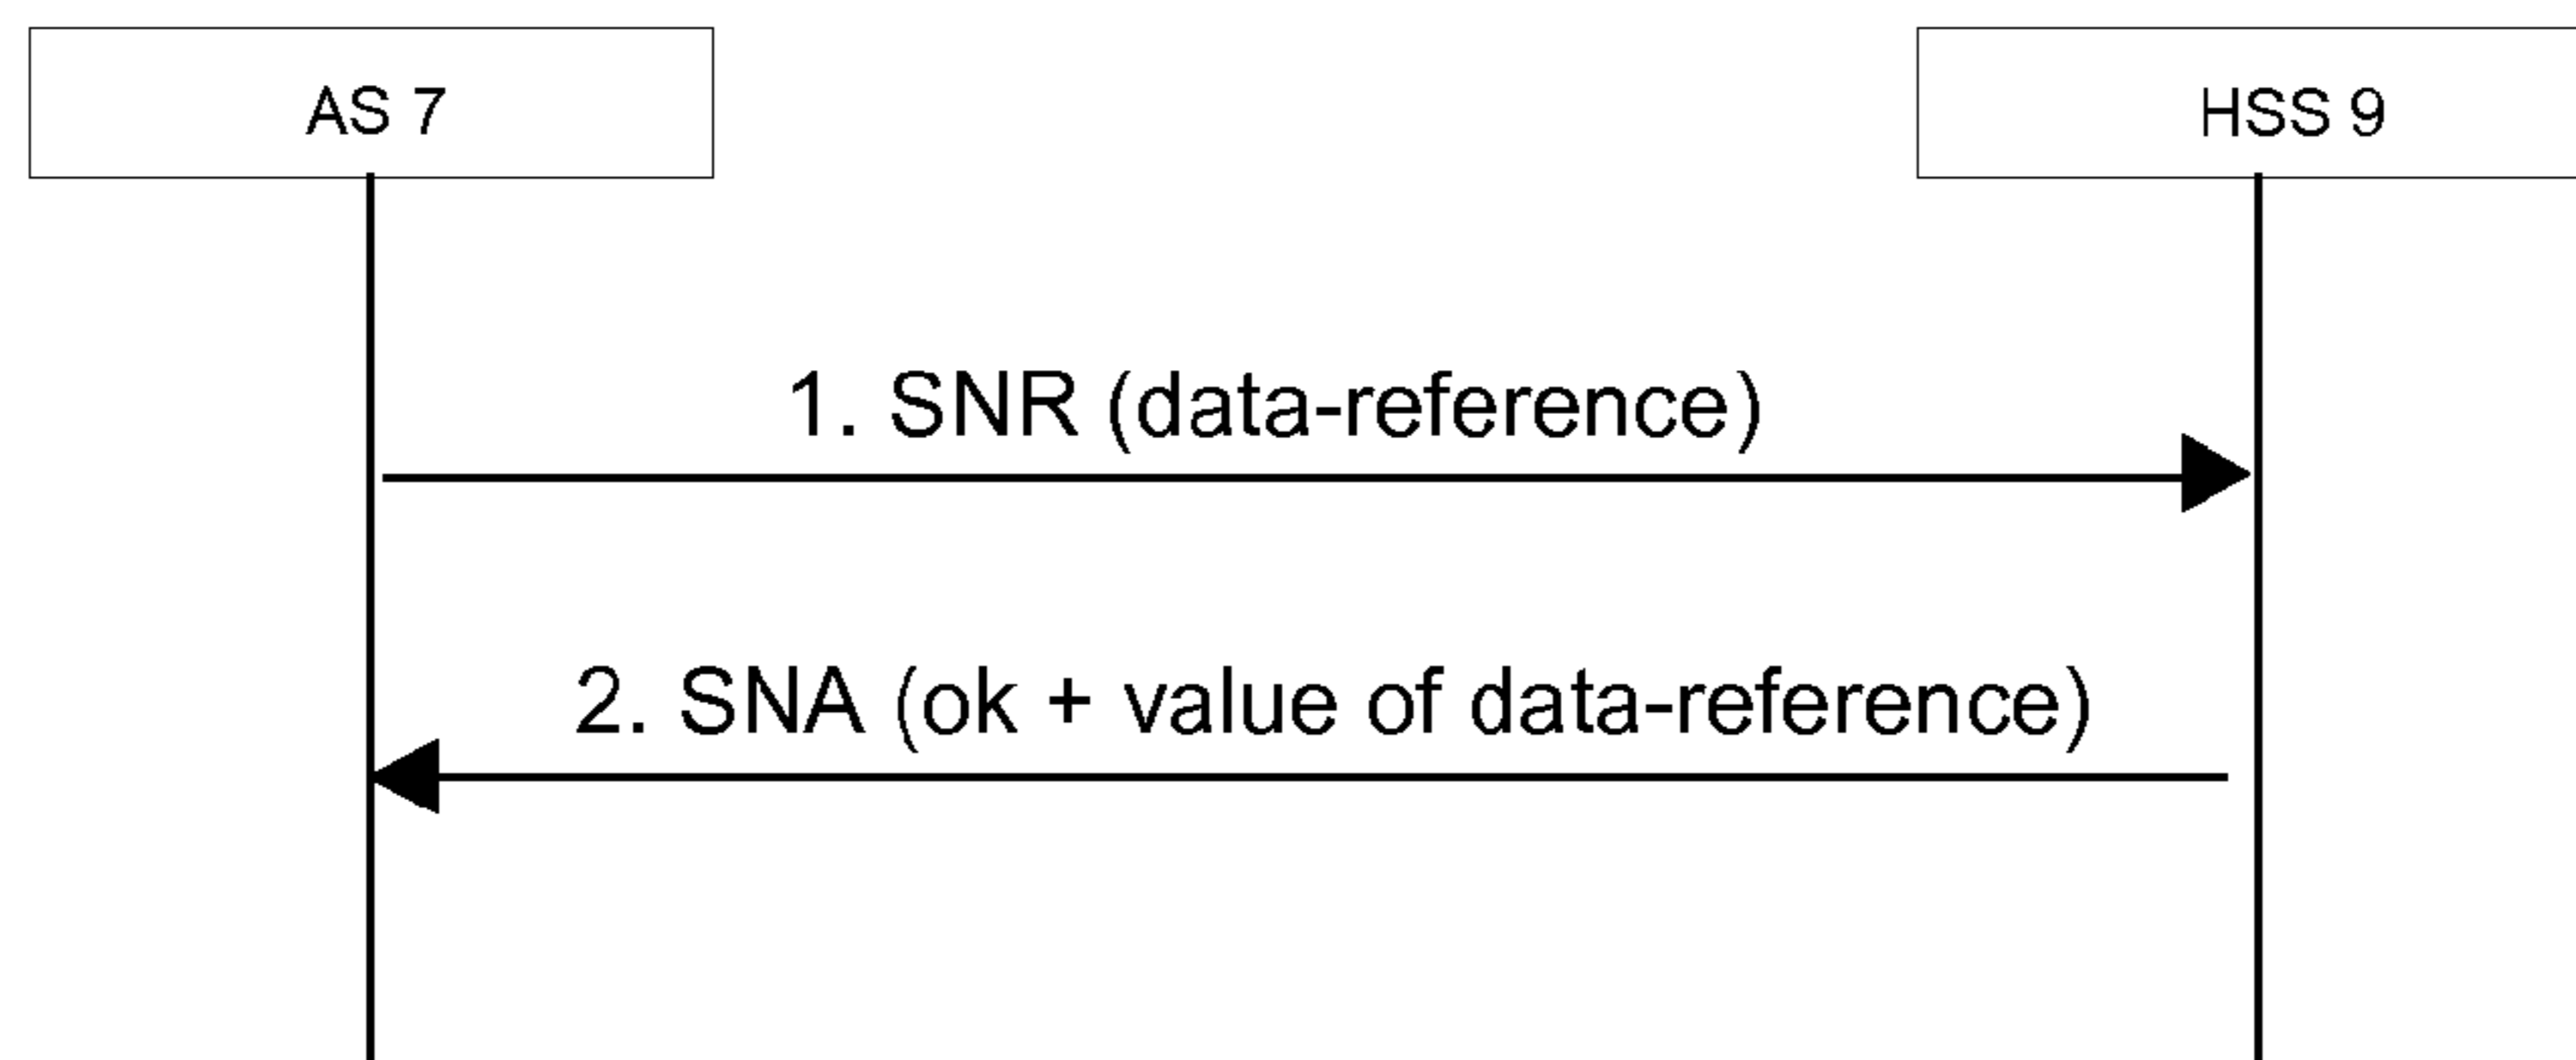 AS 7
HSS 9
1. SNR (data-reference)
2. SNA (ok + value of data-reference)